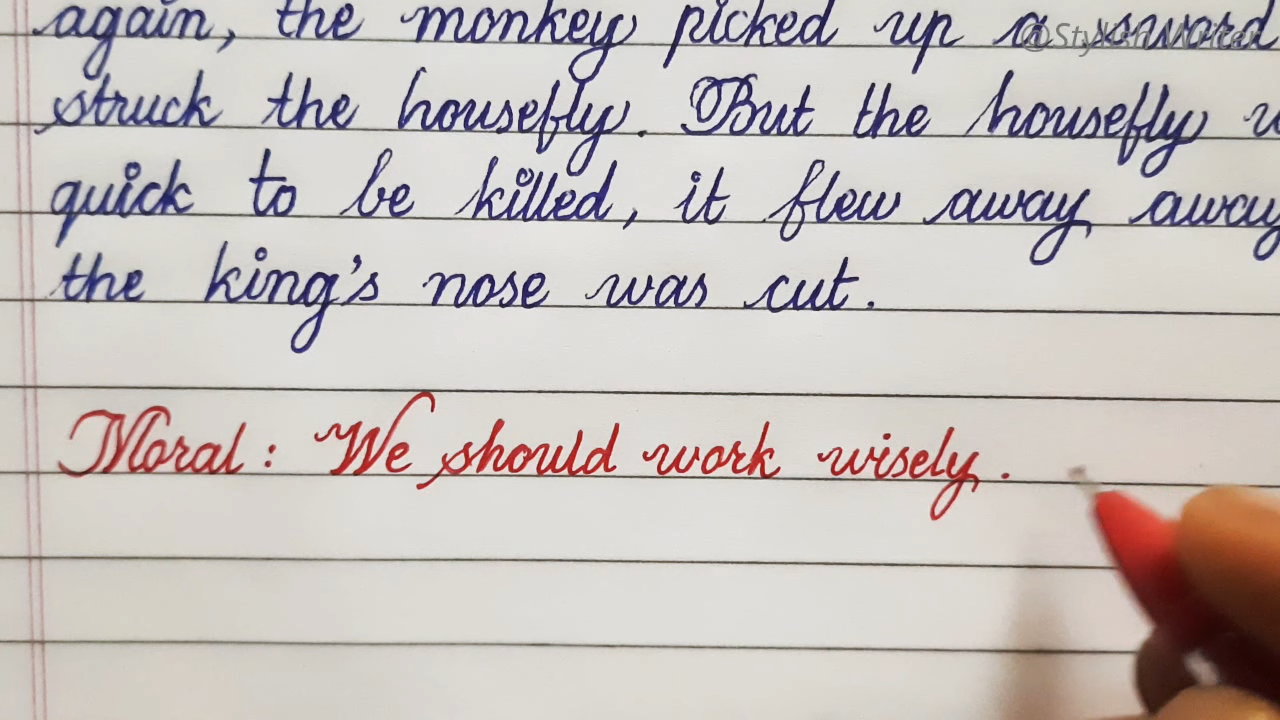 again, the monkey picked up a sword
struck the housefly. But the housefly
quick to be killed, it flew away away
the king's nose was cut.
Moral: We should work wisely.